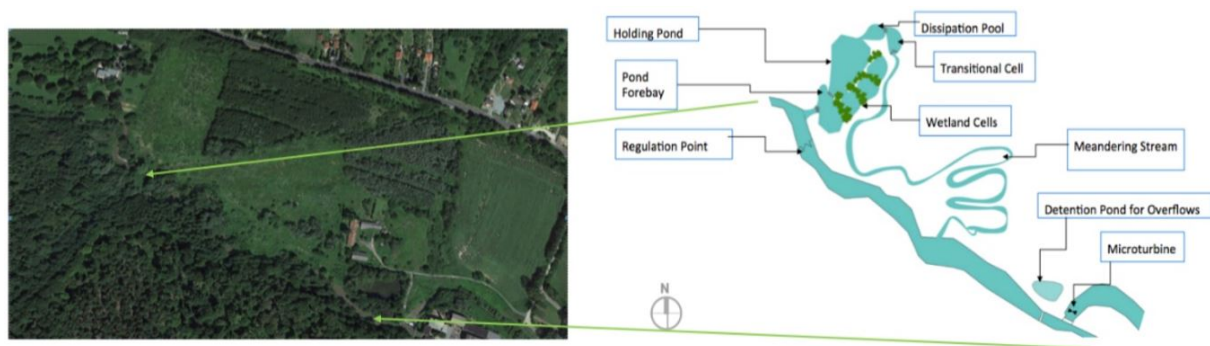 Holding Pond
Dissipation Pool
Transitional Cell
Pond
Forebay
Wetland Cells
Regulation Point
Meandering Stream
Detention Pond for Overflows
Microturbine
N